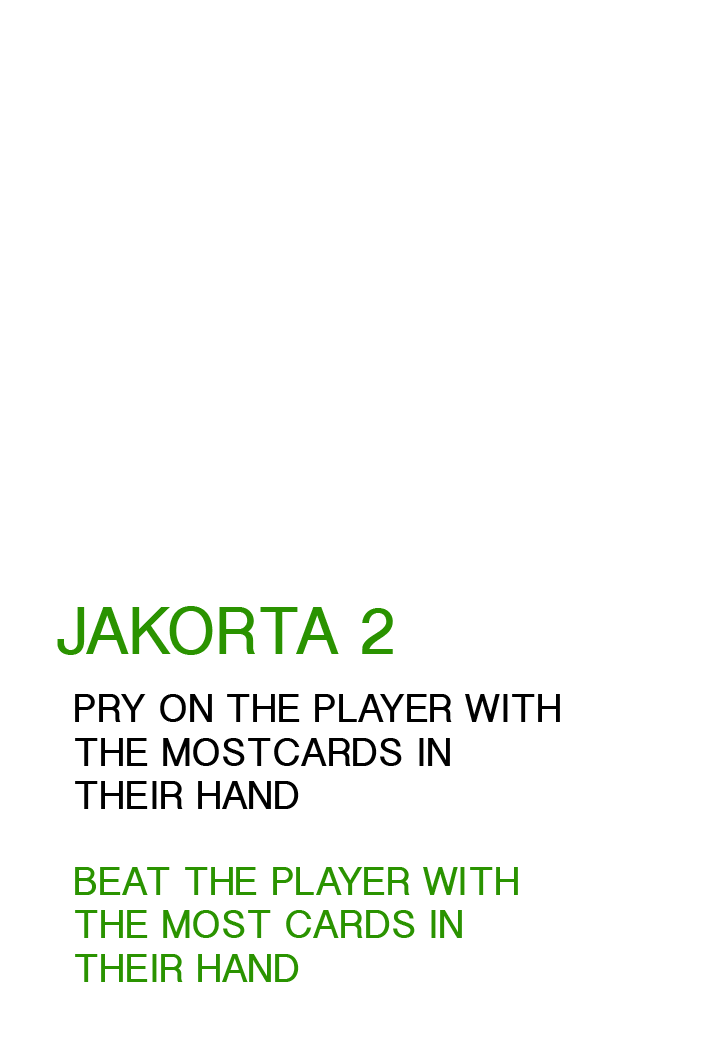 JAKORTA 2
PRY ON THE PLAYER WITH
THE MOSTCARDS IN
THEIR HAND
BEAT THE PLAYER WITH
THE MOST CARDS IN
THEIR HAND